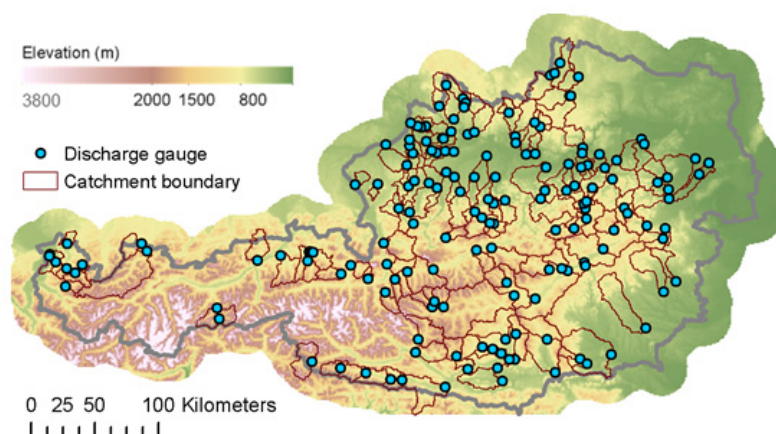 Elevation (m)
3800 2000 1500 800
Discharge gauge
Catchment boundary
0 25 50 100 Kilometers